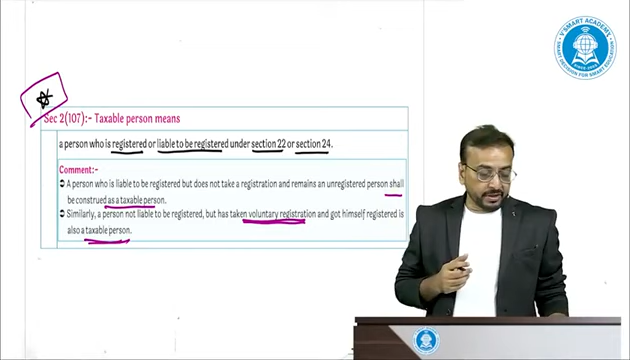 V'SMART ACADEMY
SMART DECISION FOR SMART EDUCATION
Sec 2(107):- Taxable person means
a person who is registered or liable to be registered under section 22 or section 24.
Comment:-
➲ A person who is liable to be registered but does not take a registration and remains an unregistered person shall
be construed as a taxable person.
➲ Similarly, a person not liable to be registered, but has taken voluntary registration and got himself registered is
also a taxable person.